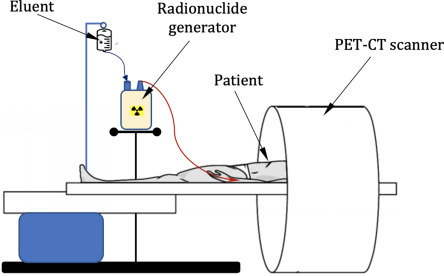 Eluent
Radionuclide
generator
PET-CT scanner
Patient